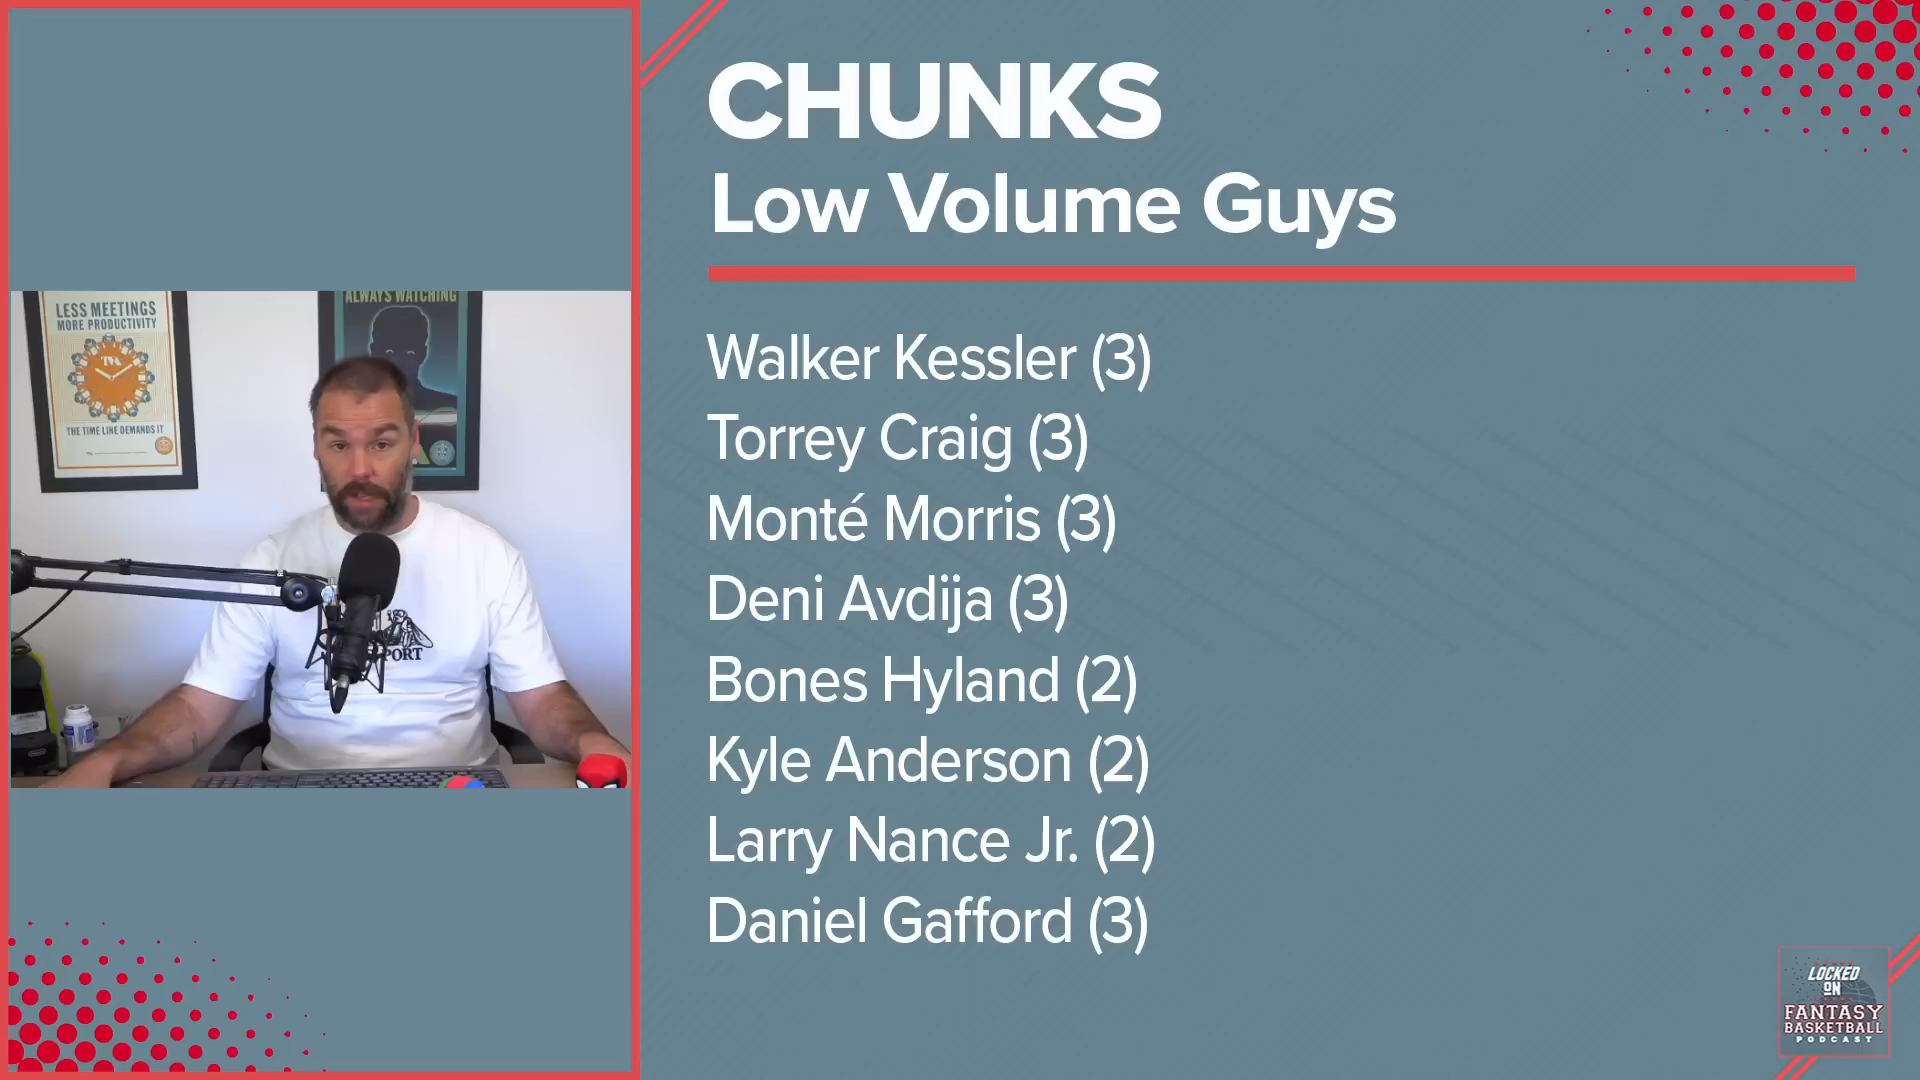 CHUNKS
Low Volume Guys
Walker Kessler (3)
Torrey Craig (3)
Monté Morris (3)
Deni Avdija (3)
Bones Hyland (2)
Kyle Anderson (2)
Larry Nance Jr. (2)
Daniel Gafford (3)
LESS MEETINGS
MORE PRODUCTIVITY
TVA
THE TIME LINE DEMANDS IT
ALWAYS WATCHING
PORT
LOCKED
ON
FANTASY
BASKETBALL
PODCAST